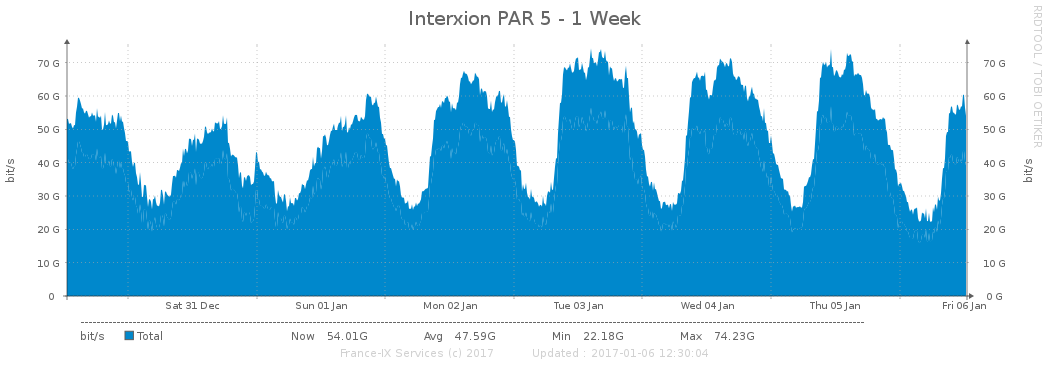 Interxion PAR 5 - 1 Week
RRDTOOL / TOBI OETIKER
bit/s
70 G 70 G
60 G 60 G
50 G 50 G
40 G 40 G
30 G 30 G
20 G 20 G
10 G 10 G
0 0 G
bit/s
Sat 31 Dec Sun 01 Jan Mon 02 Jan Tue 03 Jan Wed 04 Jan Thu 05 Jan Fri 06 Jan
bit/s Total Now 54.01G Avg 47.59G Min 22.18G Max 74.23G
France-IX Services (c) 2017 Updated : 2017-01-06 12:30:04